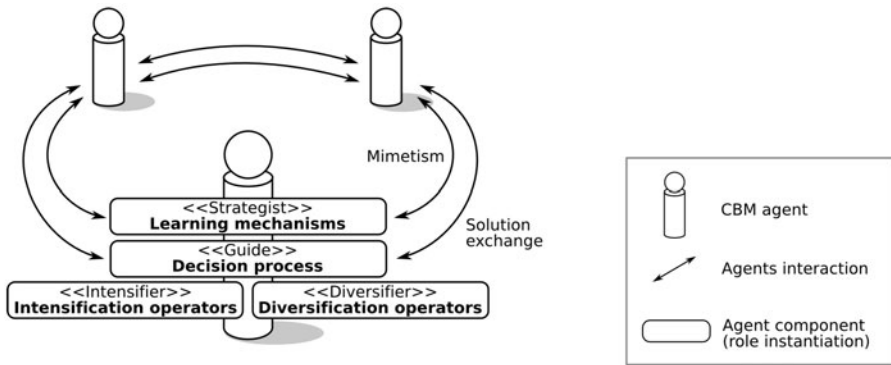 Mimetism
<<Strategist>>
Learning mechanisms
Solution
exchange
<<Guide>>
Decision process
<<Intensifier>>
Intensification operators
<<Diversifier>>
Diversification operators
CBM agent
Agents interaction
Agent component
(role instantiation)